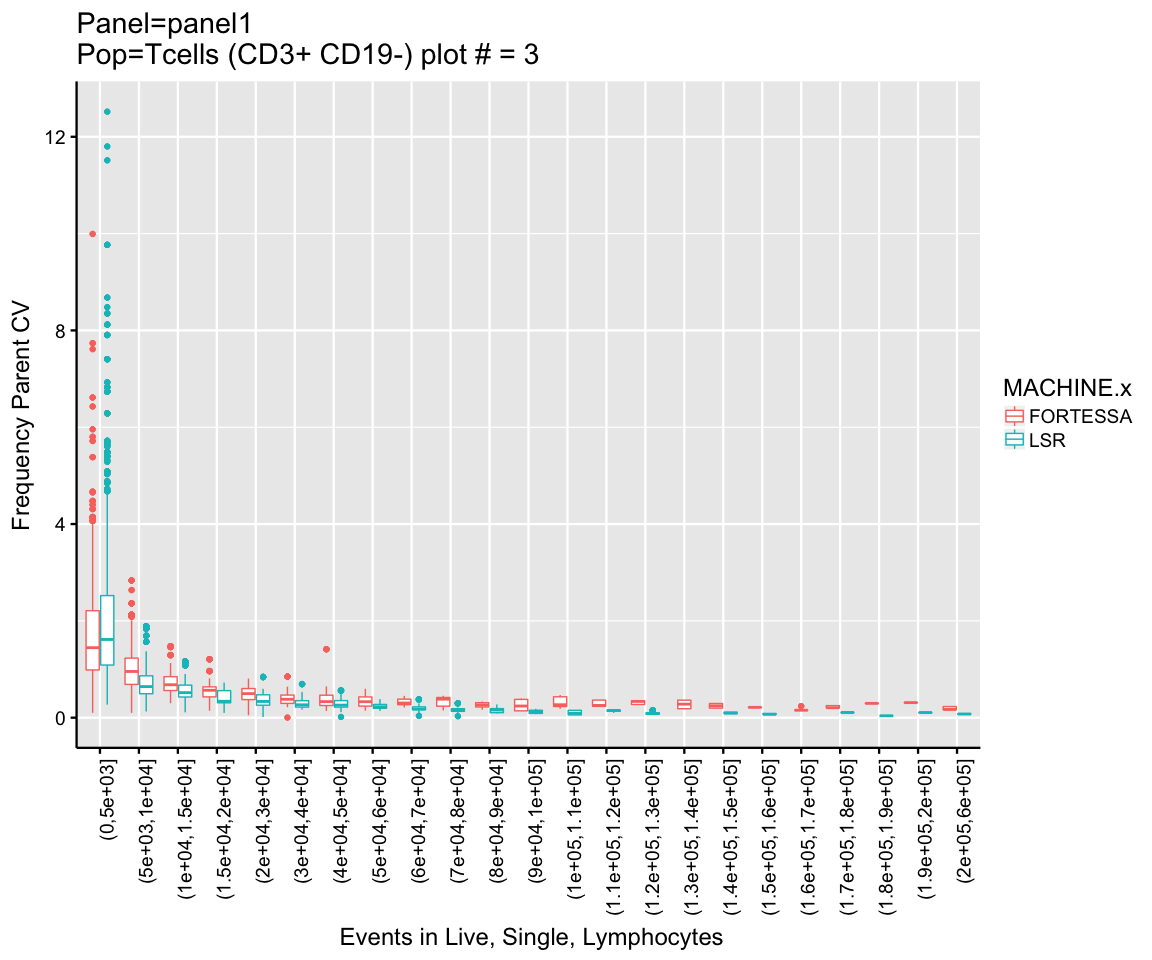 Panel=panel1
Pop=Tcells (CD3+ CD19-) plot # = 3
Frequency Parent CV
12
8
4
0
(0,5e+03]
(5e+03,1e+04]
(1e+04,1.5e+04]
(1.5e+04,2e+04]
(2e+04,3e+04]
(3e+04,4e+04]
(4e+04,5e+04]
(5e+04,6e+04]
(6e+04,7e+04]
(7e+04,8e+04]
(8e+04,9e+04]
(9e+04,1e+05]
(1e+05,1.1e+05]
(1.1e+05,1.2e+05]
(1.2e+05,1.3e+05]
(1.3e+05,1.4e+05]
(1.4e+05,1.5e+05]
(1.5e+05,1.6e+05]
(1.6e+05,1.7e+05]
(1.7e+05,1.8e+05]
(1.8e+05,1.9e+05]
(1.9e+05,2e+05]
(2e+05,6e+05]
Events in Live, Single, Lymphocytes
MACHINE.x
FORTESSA
LSR